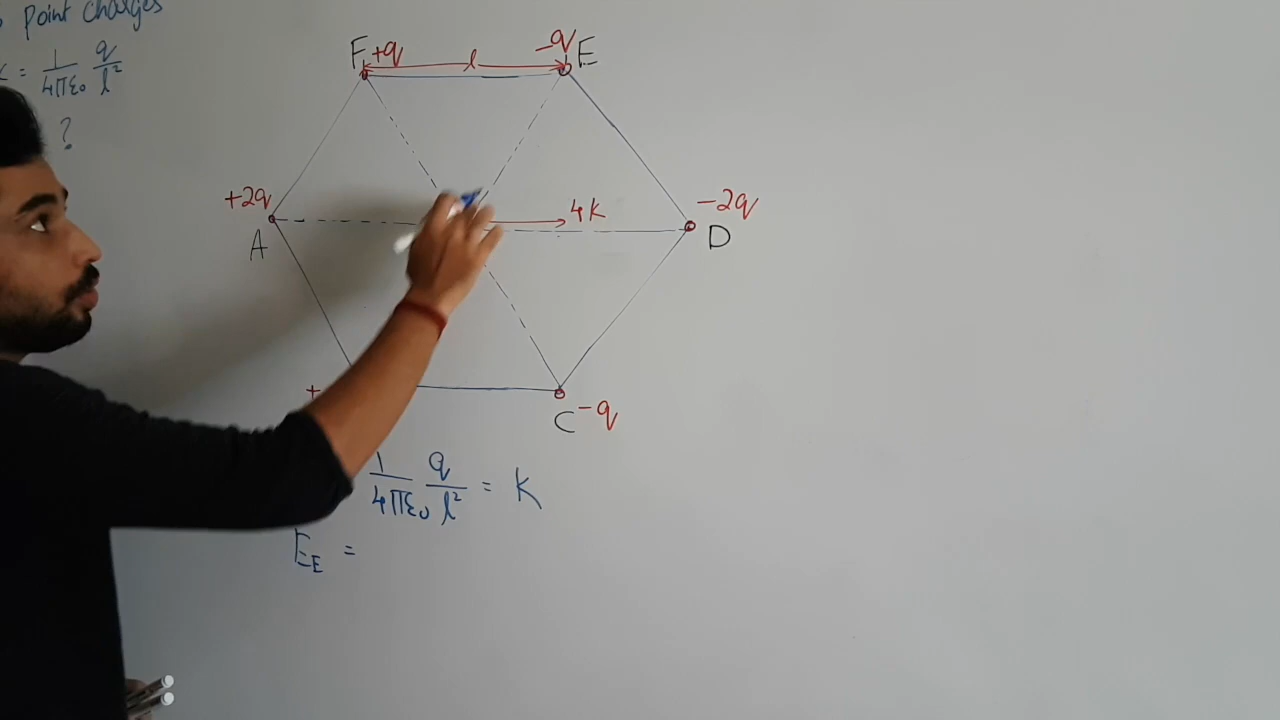 point charges
= 1/4πε₀ q/l²
?
F +q l -q E
+2q 4K -2q
A D
+
C -q
1/4πε₀ q/l² = K
E_E =